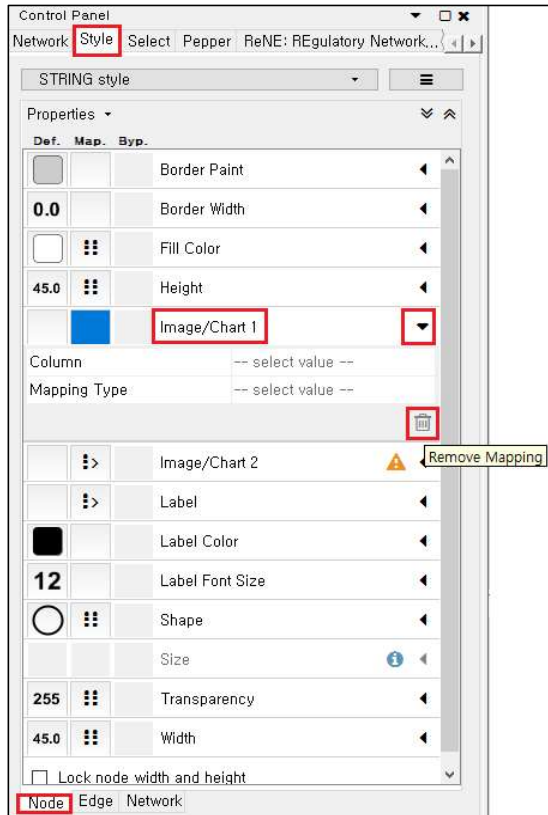 Control Panel
Network Style Select Pepper ReNE: REgulatory Network...
STRING style
Properties
Def. Map. Byp.
Border Paint
0.0 Border Width
Fill Color
45.0 Height
Image/Chart 1
Column -- select value --
Mapping Type -- select value --
Remove Mapping
Image/Chart 2
Label
Label Color
12 Label Font Size
Shape
Size
255 Transparency
45.0 Width
Lock node width and height
Node Edge Network